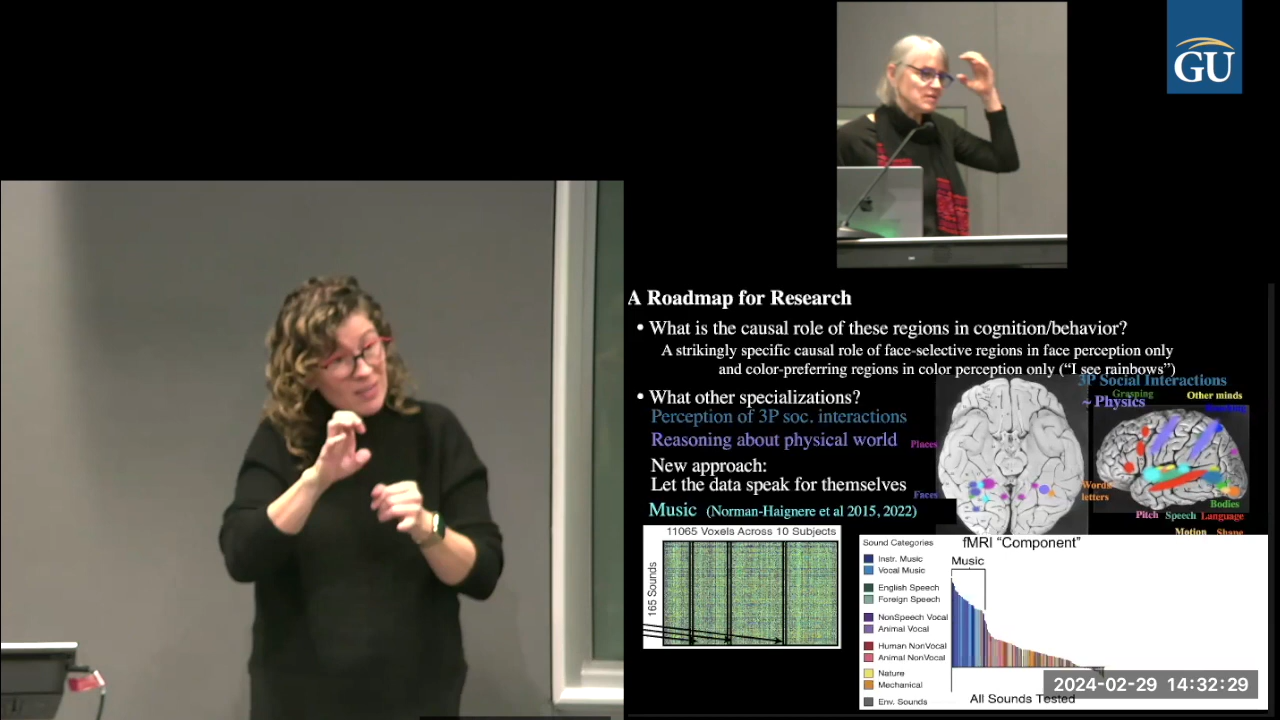 GU
A Roadmap for Research
• What is the causal role of these regions in cognition/behavior?
A strikingly specific causal role of face-selective regions in face perception only
and color-preferring regions in color perception only (“I see rainbows”)
• What other specializations?
Perception of 3P soc. interactions
Reasoning about physical world
New approach:
Let the data speak for themselves
Music (Norman-Haignere et al 2015, 2022)
3P Social Interactions
Grasping
Other minds
~ Physics
Places
Faces
Words
letters
Bodies
Pitch Speech Language
Motion Shape
11065 Voxels Across 10 Subjects
165 Sounds
Sound Categories
Instr. Music
Vocal Music
English Speech
Foreign Speech
NonSpeech Vocal
Animal Vocal
Human NonVocal
Animal NonVocal
Nature
Mechanical
Env. Sounds
fMRI “Component”
Music
All Sounds Tested
2024-02-29 14:32:29